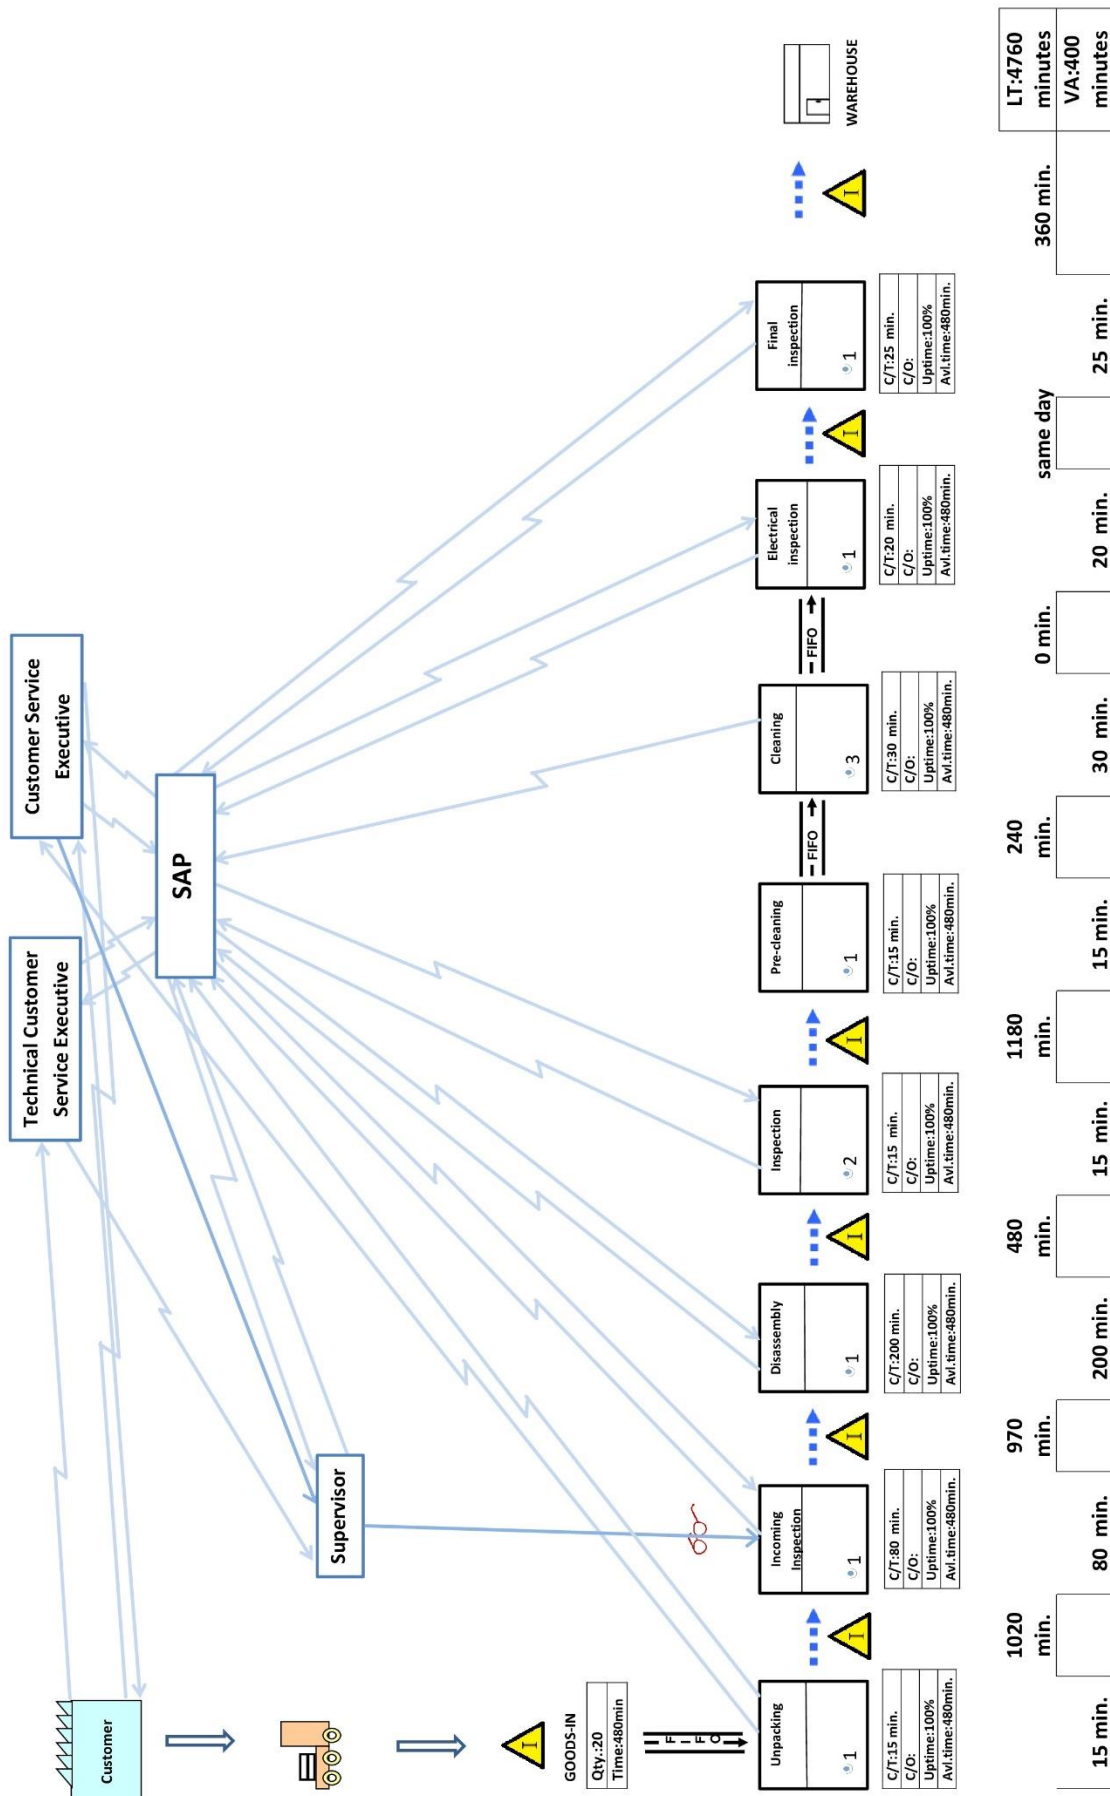 Technical Customer
Service Executive
Customer Service
Executive
SAP
Customer
Supervisor
GOODS-IN
Qty.:20
Time:480min
FIFO
Unpacking
1
C/T:15 min.
C/O:
Uptime:100%
Avl.time:480min.
I
Incoming
Inspection
1
C/T:80 min.
C/O:
Uptime:100%
Avl.time:480min.
I
Disassembly
1
C/T:200 min.
C/O:
Uptime:100%
Avl.time:480min.
I
Inspection
2
C/T:15 min.
C/O:
Uptime:100%
Avl.time:480min.
I
Pre-cleaning
1
C/T:15 min.
C/O:
Uptime:100%
Avl.time:480min.
FIFO
Cleaning
3
C/T:30 min.
C/O:
Uptime:100%
Avl.time:480min.
FIFO
Electrical
inspection
1
C/T:20 min.
C/O:
Uptime:100%
Avl.time:480min.
I
Final
inspection
1
C/T:25 min.
C/O:
Uptime:100%
Avl.time:480min.
I
WAREHOUSE
I
15 min.
1020
min.
80 min.
970
min.
200 min.
480
min.
15 min.
1180
min.
15 min.
240
min.
30 min.
0 min.
20 min.
same day
25 min.
360 min.
LT:4760
minutes
VA:400
minutes